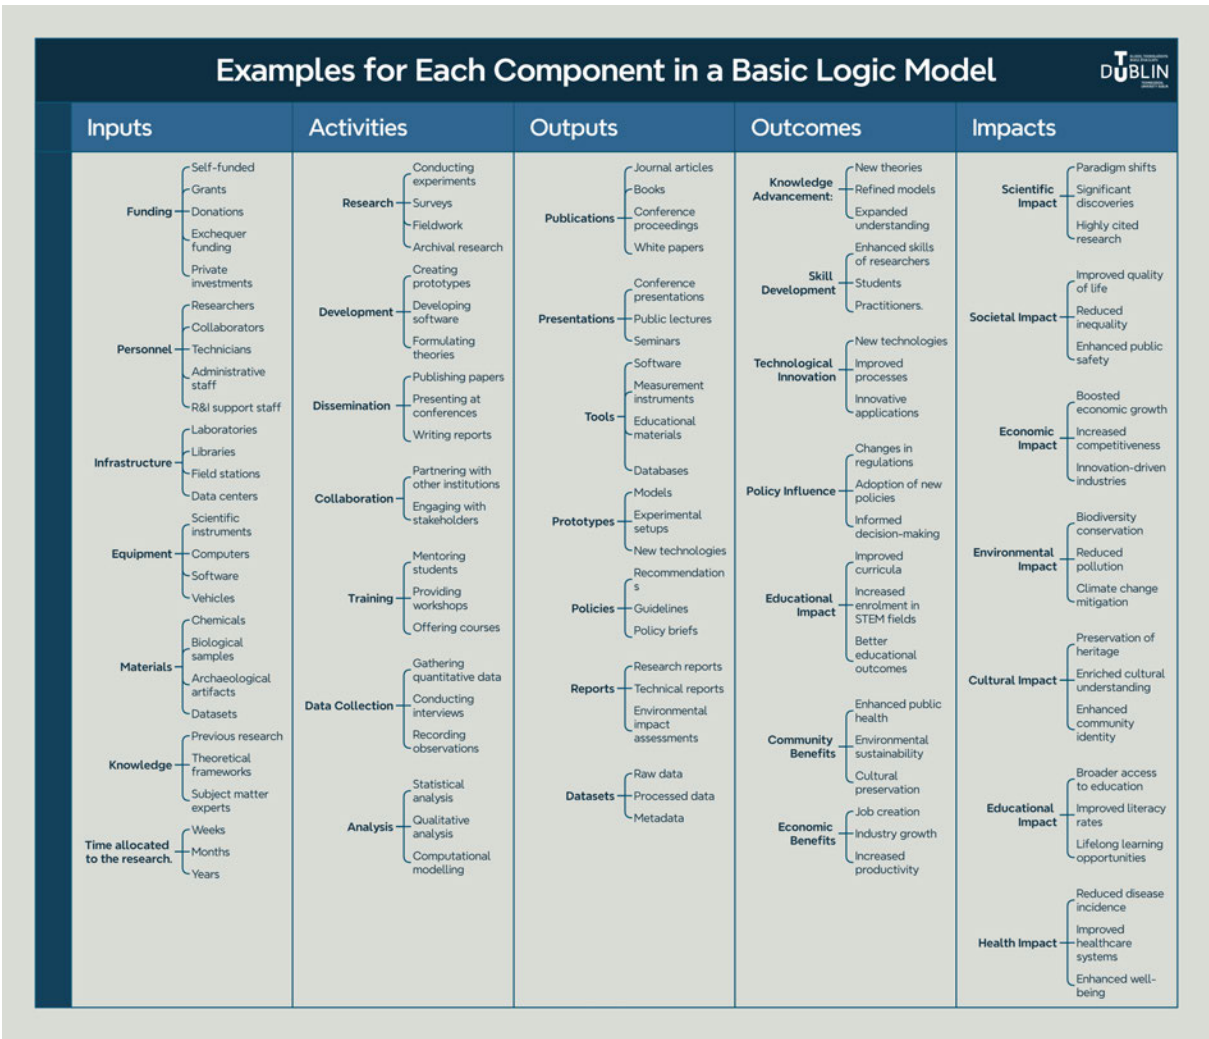 Examples for Each Component in a Basic Logic Model
DUBLIN
Inputs
Funding
Self-funded
Grants
Donations
Exchequer
funding
Private
investments
Personnel
Researchers
Collaborators
Technicians
Administrative
staff
R&I support staff
Infrastructure
Laboratories
Libraries
Field stations
Data centers
Equipment
Scientific
instruments
Computers
Software
Vehicles
Materials
Chemicals
Biological
samples
Archaeological
artifacts
Datasets
Knowledge
Previous research
Theoretical
frameworks
Subject matter
experts
Time allocated
to the research.
Weeks
Months
Years
Activities
Research
Conducting
experiments
Surveys
Fieldwork
Archival research
Development
Creating
prototypes
Developing
software
Formulating
theories
Dissemination
Publishing papers
Presenting at
conferences
Writing reports
Collaboration
Partnering with
other institutions
Engaging with
stakeholders
Training
Mentoring
students
Providing
workshops
Offering courses
Data Collection
Gathering
quantitative data
Conducting
interviews
Recording
observations
Analysis
Statistical
analysis
Qualitative
analysis
Computational
modelling
Outputs
Publications
Journal articles
Books
Conference
proceedings
White papers
Presentations
Conference
presentations
Public lectures
Seminars
Tools
Software
Measurement
instruments
Educational
materials
Databases
Prototypes
Models
Experimental
setups
New technologies
Policies
Recommendation
s
Guidelines
Policy briefs
Reports
Research reports
Technical reports
Environmental
impact
assessments
Datasets
Raw data
Processed data
Metadata
Outcomes
Knowledge
Advancement:
New theories
Refined models
Expanded
understanding
Skill
Development
Enhanced skills
of researchers
Students
Practitioners.
Technological
Innovation
New technologies
Improved
processes
Innovative
applications
Policy Influence
Changes in
regulations
Adoption of new
policies
Informed
decision-making
Educational
Impact
Improved
curricula
Increased
enrolment in
STEM fields
Better
educational
outcomes
Community
Benefits
Enhanced public
health
Environmental
sustainability
Cultural
preservation
Economic
Benefits
Job creation
Industry growth
Increased
productivity
Impacts
Scientific
Impact
Paradigm shifts
Significant
discoveries
Highly cited
research
Societal Impact
Improved quality
of life
Reduced
inequality
Enhanced public
safety
Economic
Impact
Boosted
economic growth
Increased
competitiveness
Innovation-driven
industries
Environmental
Impact
Biodiversity
conservation
Reduced
pollution
Climate change
mitigation
Cultural Impact
Preservation of
heritage
Enriched cultural
understanding
Enhanced
community
identity
Educational
Impact
Broader access
to education
Improved literacy
rates
Lifelong learning
opportunities
Health Impact
Reduced disease
incidence
Improved
healthcare
systems
Enhanced well-
being